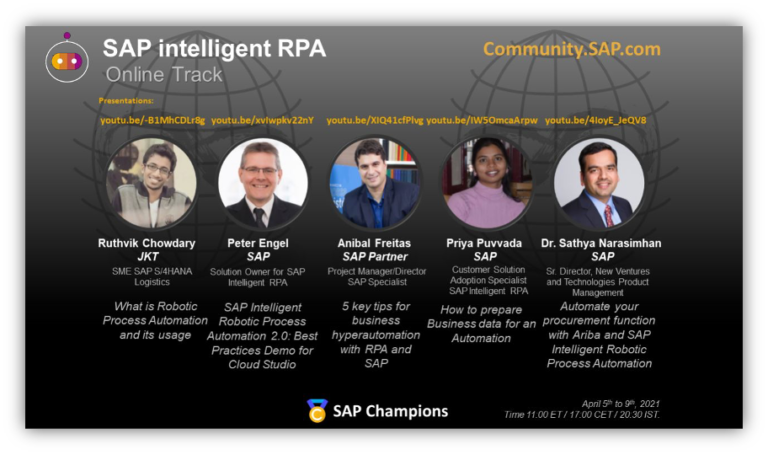 SAP intelligent RPA
Online Track
Community.SAP.com
Presentations:
youtu.be/-B1MhCDLr8g youtu.be/xvIwpkv22nY youtu.be/XIQ41cfPlvg youtu.be/IW5OmcaArpw youtu.be/4IoyE_JeQV8
Ruthvik Chowdary
JKT
SME SAP S/4HANA
Logistics
What is Robotic
Process Automation
and its usage
Peter Engel
SAP
Solution Owner for SAP
Intelligent RPA
SAP Intelligent
Robotic Process
Automation 2.0: Best
Practices Demo for
Cloud Studio
Anibal Freitas
SAP Partner
Project Manager/Director
SAP Specialist
5 key tips for
business
hyperautomation
with RPA and
SAP
Priya Puvvada
SAP
Customer Solution
Adoption Specialist
SAP Intelligent RPA
How to prepare
Business data for an
Automation
Dr. Sathya Narasimhan
SAP
Sr. Director, New Ventures
and Technologies Product
Management
Automate your
procurement function
with Ariba and SAP
Intelligent Robotic
Process Automation
C
SAP Champions
April 5th to 9th, 2021
Time 11:00 ET / 17:00 CET / 20:30 IST.